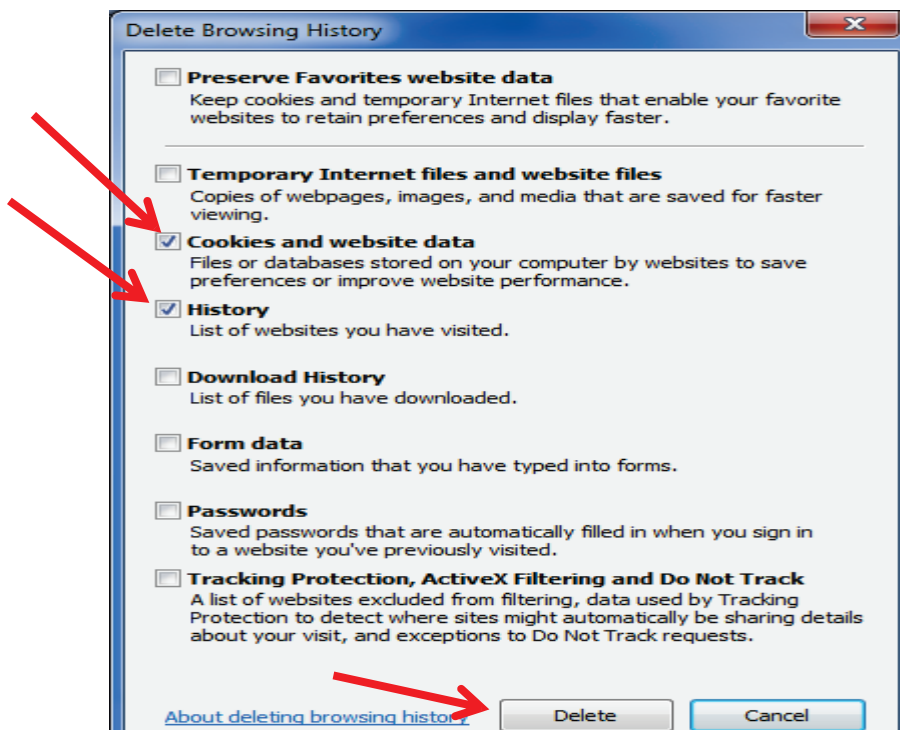 Delete Browsing History
Preserve Favorites website data
Keep cookies and temporary Internet files that enable your favorite
websites to retain preferences and display faster.
Temporary Internet files and website files
Copies of webpages, images, and media that are saved for faster
viewing.
Cookies and website data
Files or databases stored on your computer by websites to save
preferences or improve website performance.
History
List of websites you have visited.
Download History
List of files you have downloaded.
Form data
Saved information that you have typed into forms.
Passwords
Saved passwords that are automatically filled in when you sign in
to a website you've previously visited.
Tracking Protection, ActiveX Filtering and Do Not Track
A list of websites excluded from filtering, data used by Tracking
Protection to detect where sites might automatically be sharing details
about your visit, and exceptions to Do Not Track requests.
About deleting browsing history
Delete
Cancel